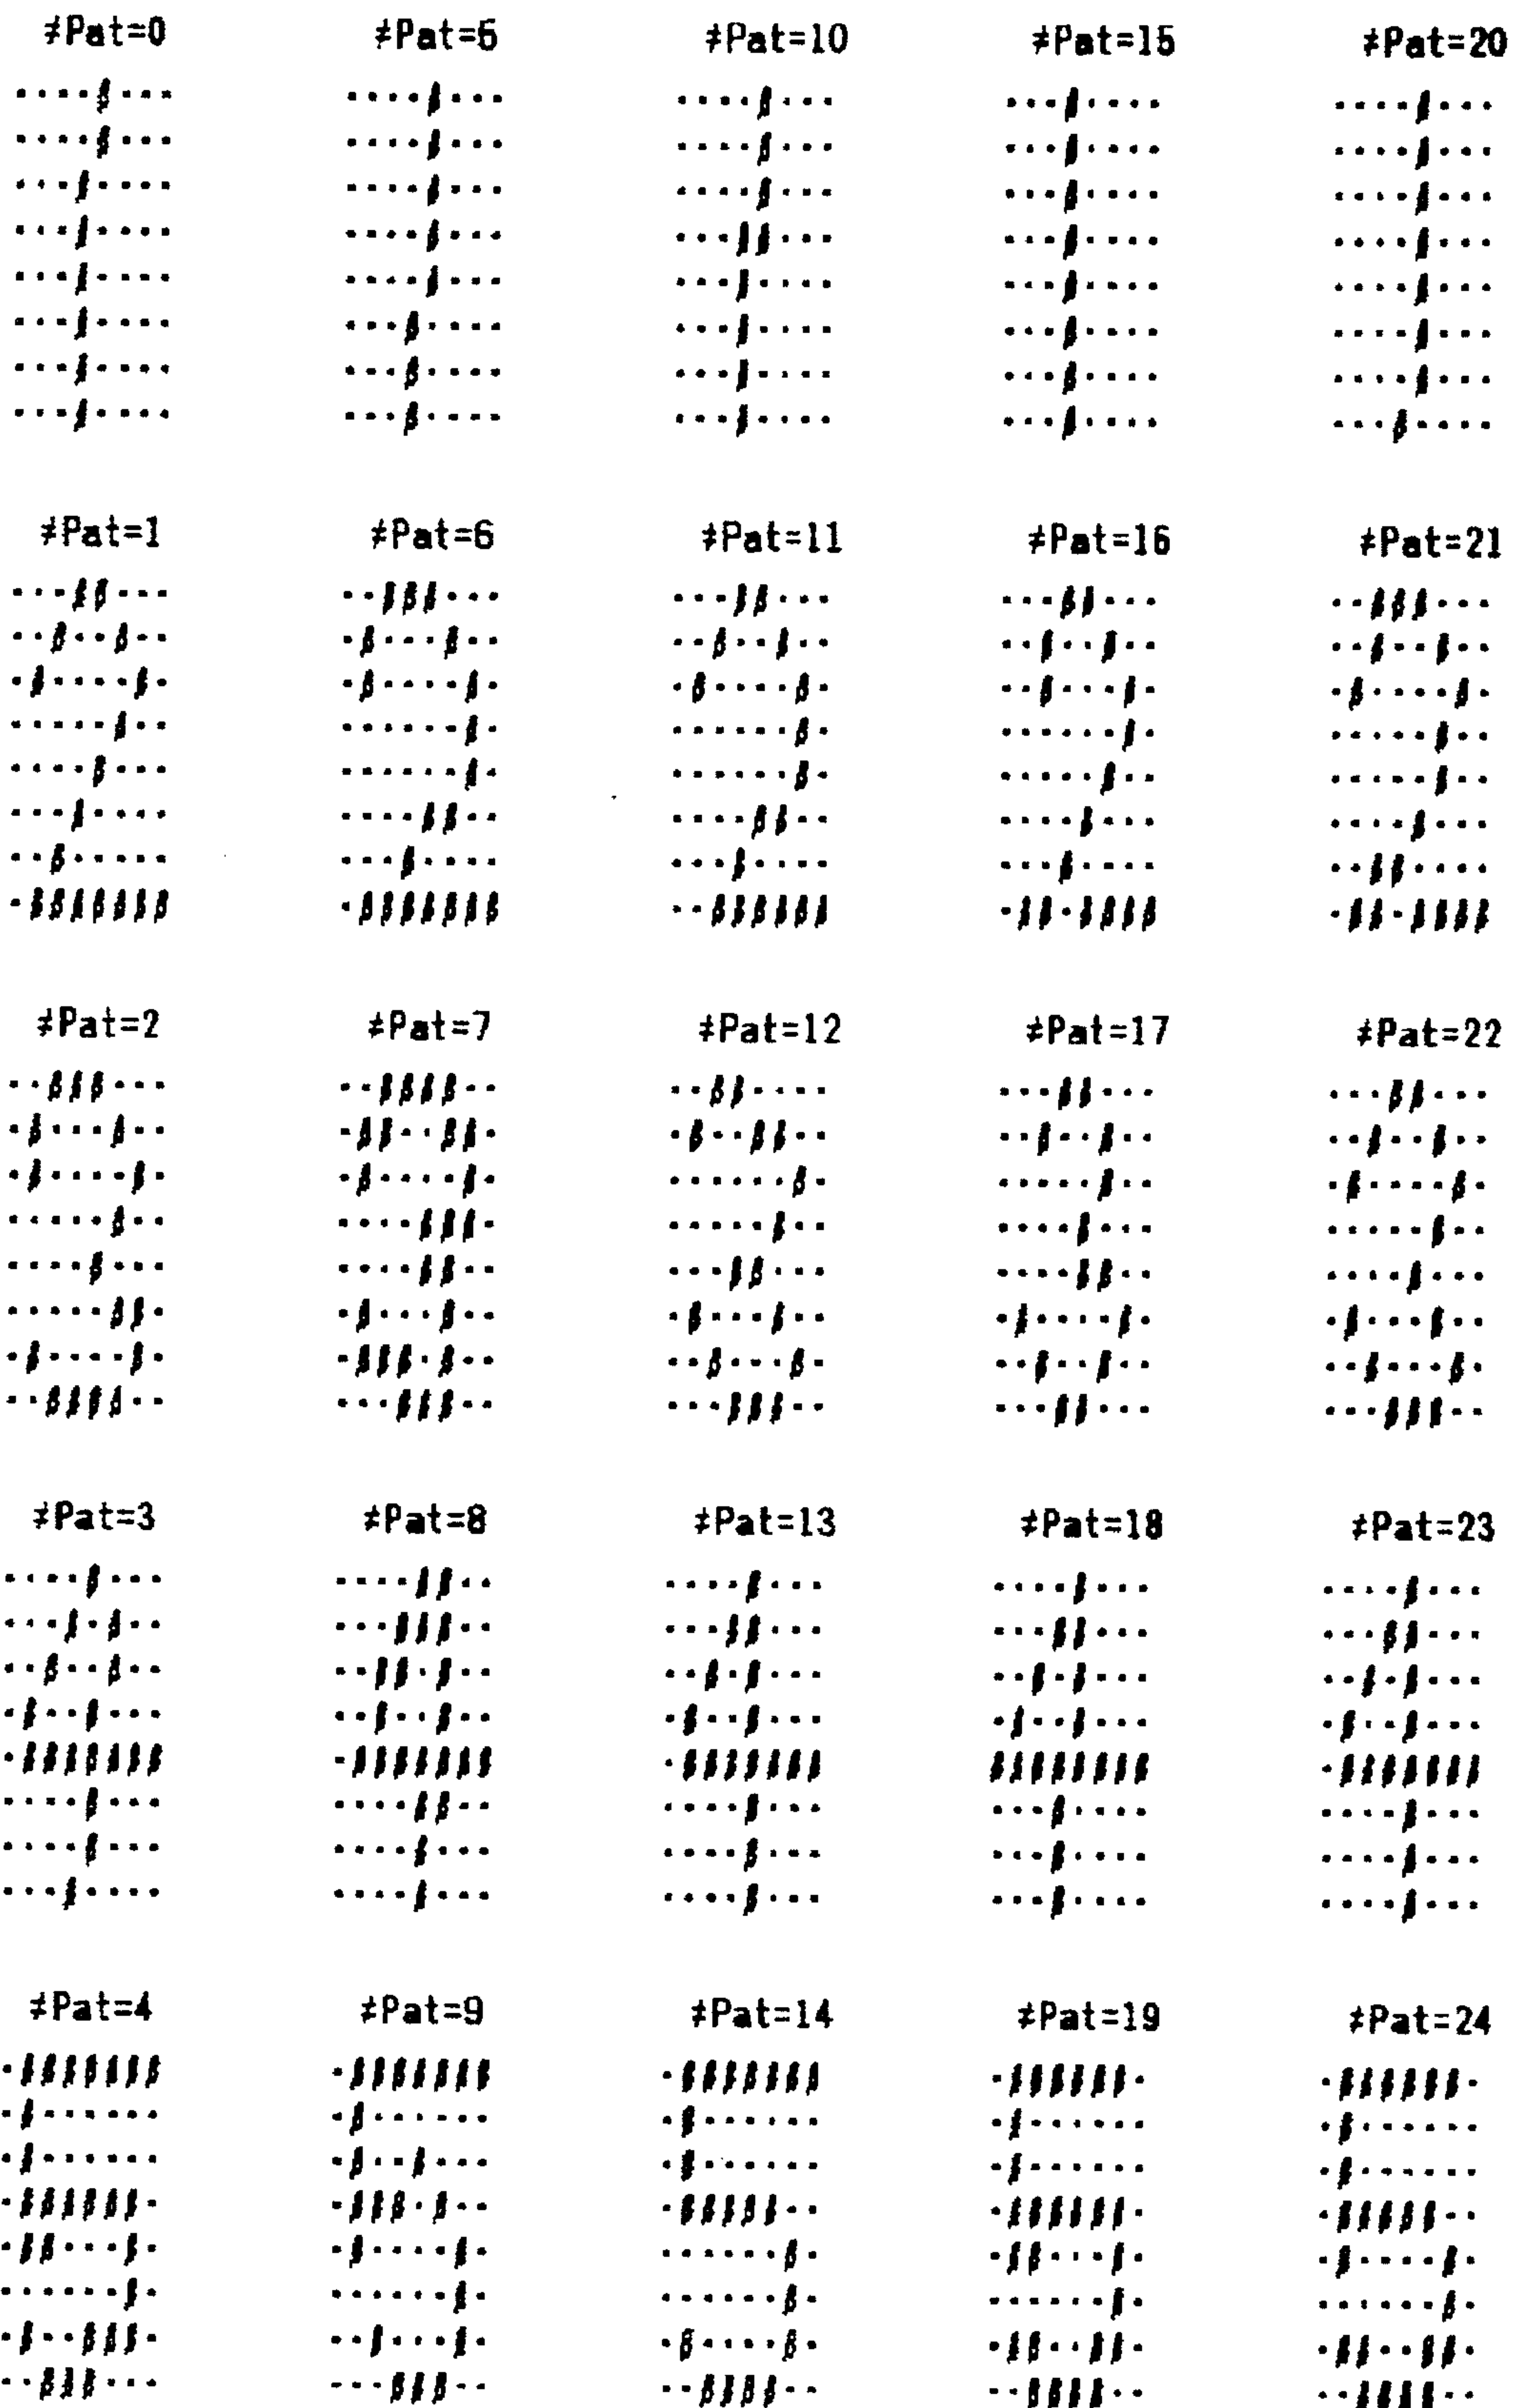 #Pat=0 #Pat=5 #Pat=10 #Pat=15 #Pat=20
#Pat=1 #Pat=6 #Pat=11 #Pat=16 #Pat=21
#Pat=2 #Pat=7 #Pat=12 #Pat=17 #Pat=22
#Pat=3 #Pat=8 #Pat=13 #Pat=18 #Pat=23
#Pat=4 #Pat=9 #Pat=14 #Pat=19 #Pat=24